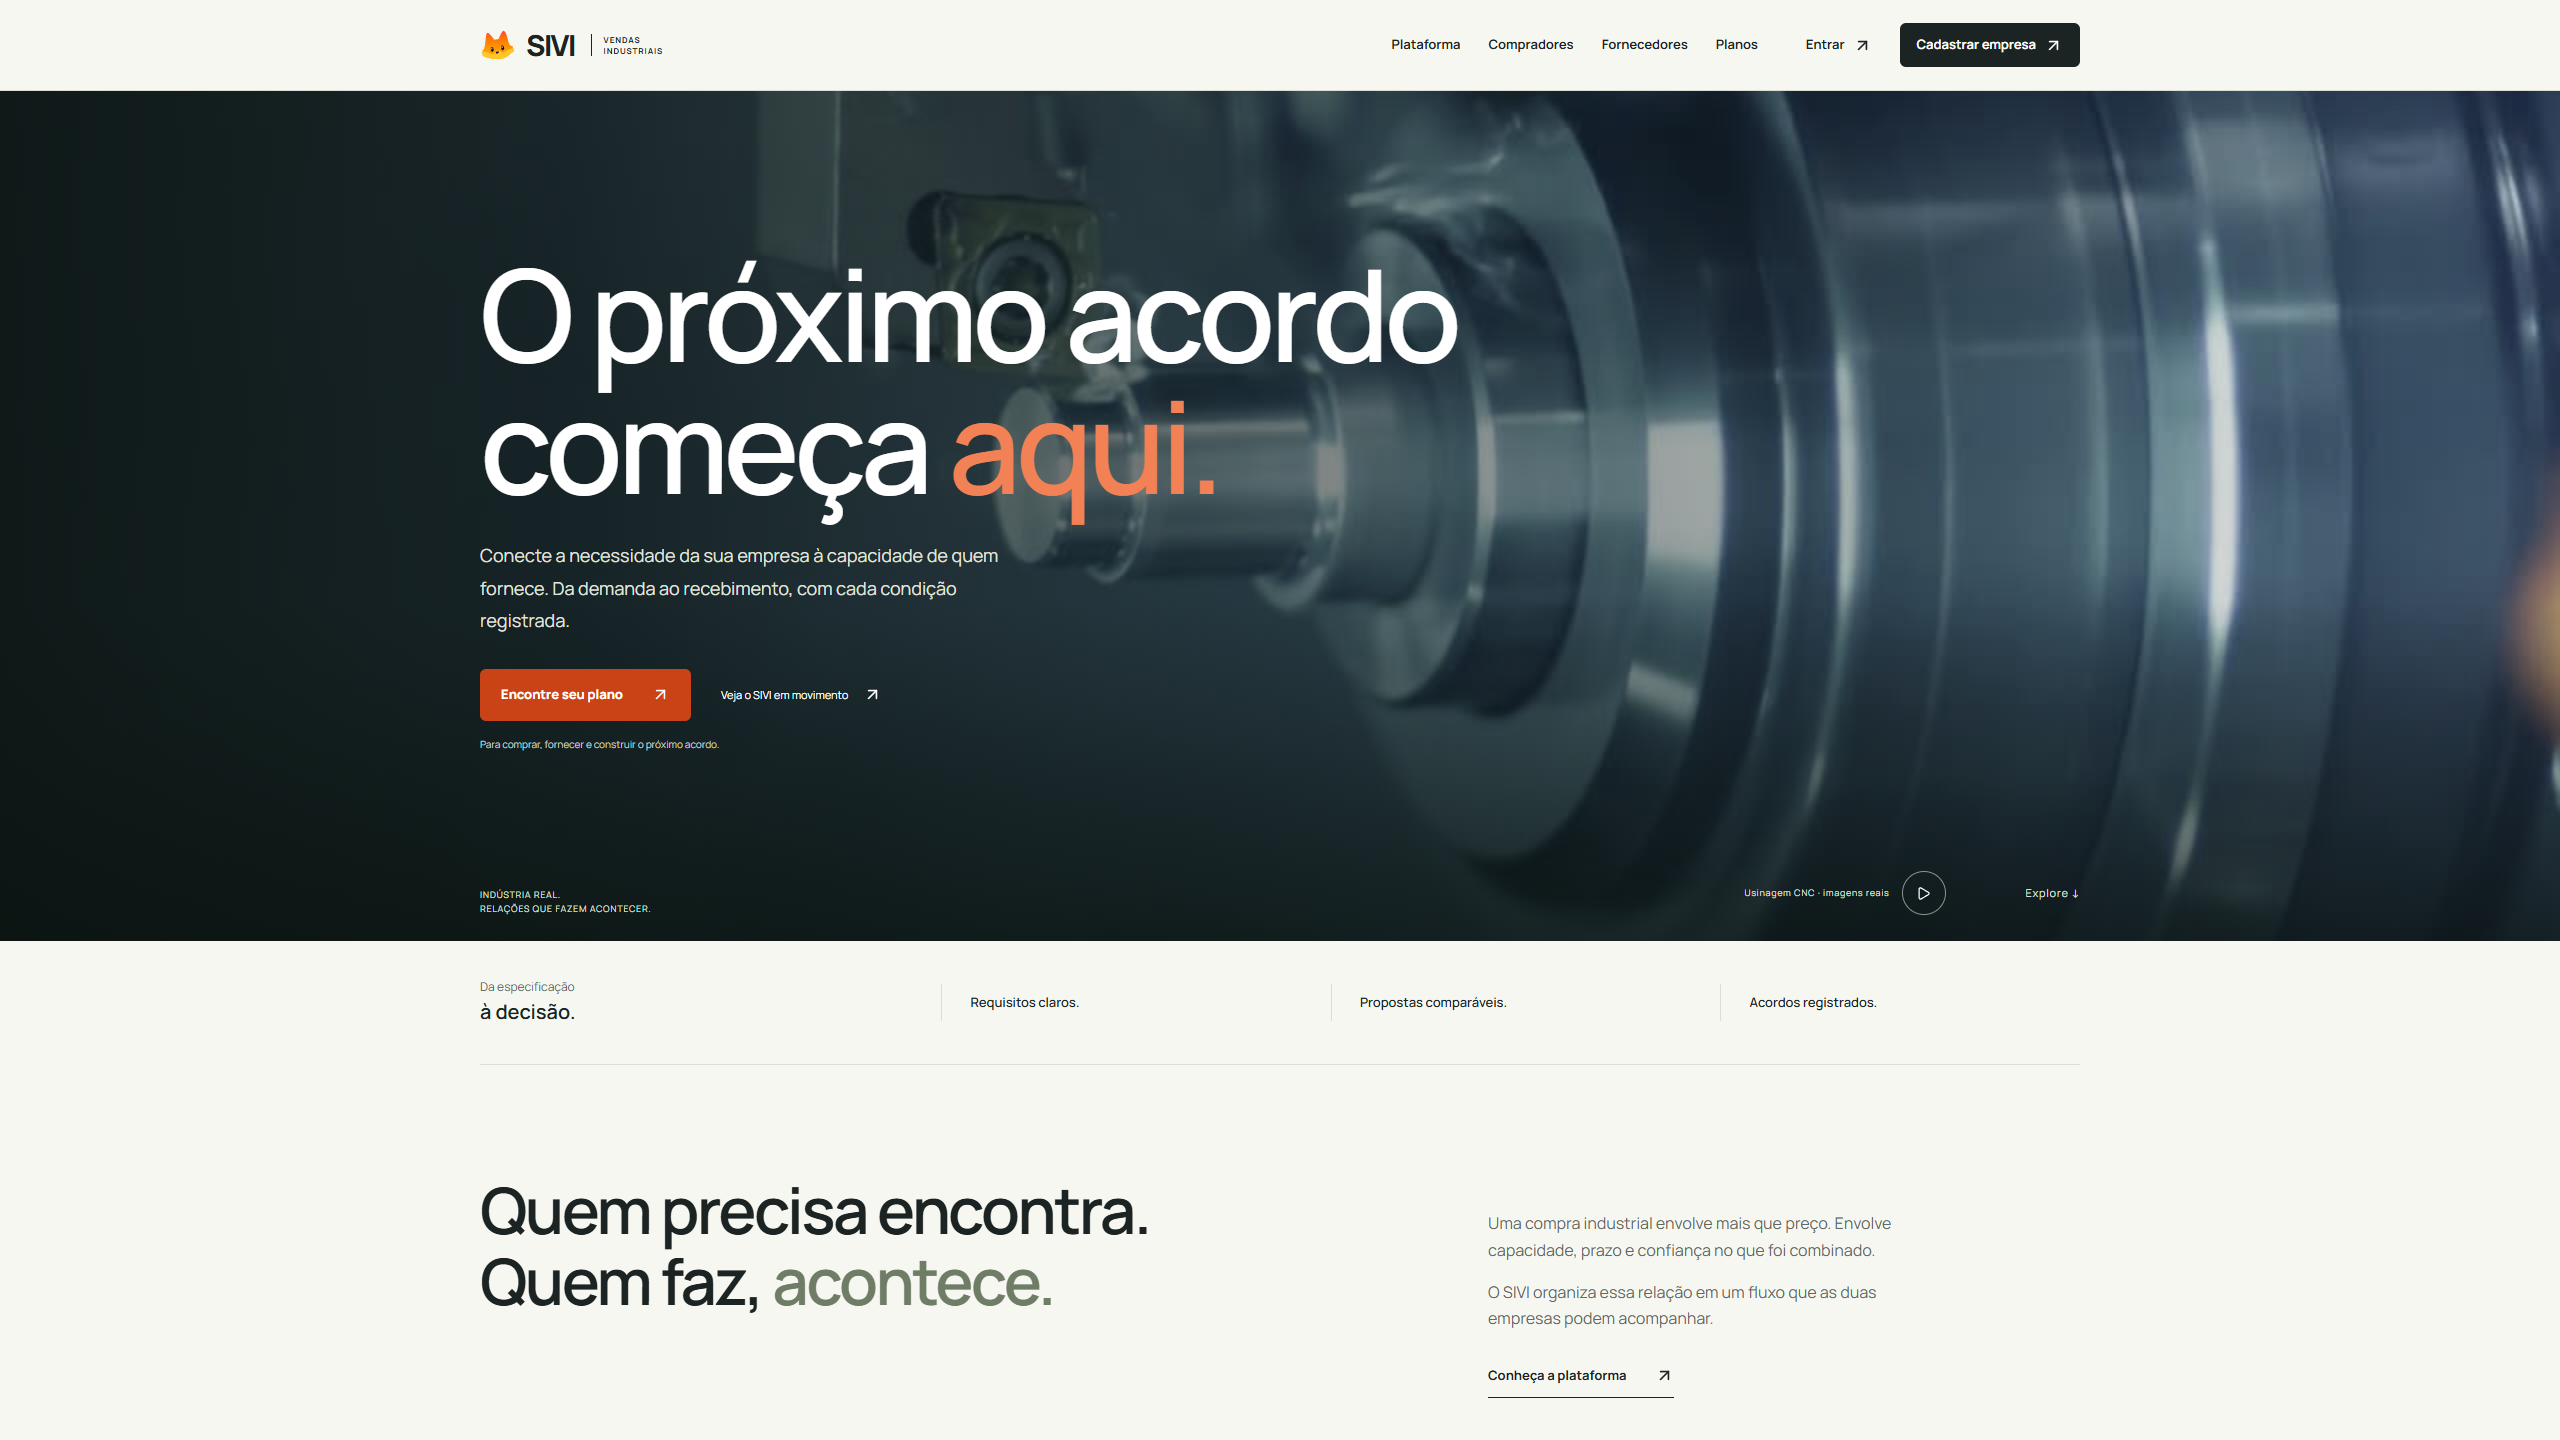 SIVI
VENDAS
INDUSTRIAIS
Plataforma
Compradores
Fornecedores
Planos
Entrar
Cadastrar empresa
O próximo acordo
começa aqui.
Conecte a necessidade da sua empresa à capacidade de quem
fornece. Da demanda ao recebimento, com cada condição
registrada.
Encontre seu plano
Veja o SIVI em movimento
Para comprar, fornecer e construir o próximo acordo.
INDÚSTRIA REAL.
RELAÇÕES QUE FAZEM ACONTECER.
Usinagem CNC · imagens reais
Explore ↓
Da especificação
à decisão.
Requisitos claros.
Propostas comparáveis.
Acordos registrados.
Quem precisa encontra.
Quem faz, acontece.
Uma compra industrial envolve mais que preço. Envolve
capacidade, prazo e confiança no que foi combinado.
O SIVI organiza essa relação em um fluxo que as duas
empresas podem acompanhar.
Conheça a plataforma